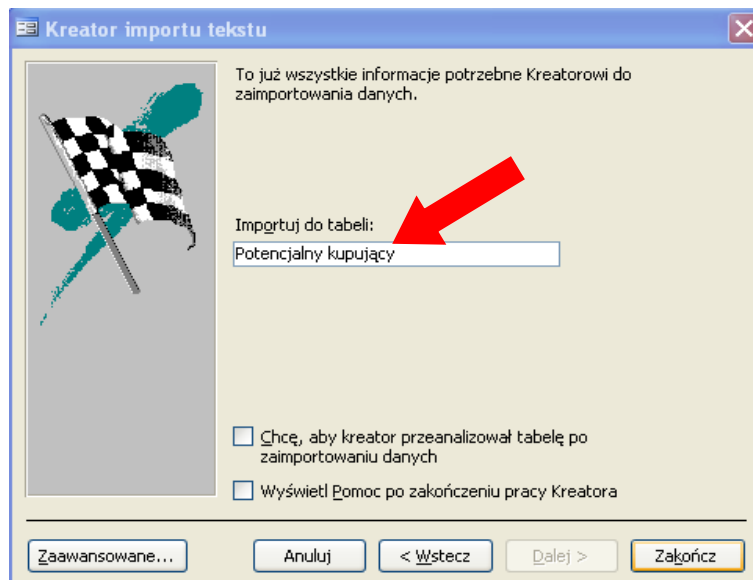 Kreator importu tekstu
To już wszystkie informacje potrzebne Kreatorowi do
zaimportowania danych.
Importuj do tabeli:
Potencjalny kupujący
Chcę, aby kreator przeanalizował tabelę po
zaimportowaniu danych
Wyświetl Pomoc po zakończeniu pracy Kreatora
Zaawansowane... Anuluj < Wstecz Dalej > Zakończ